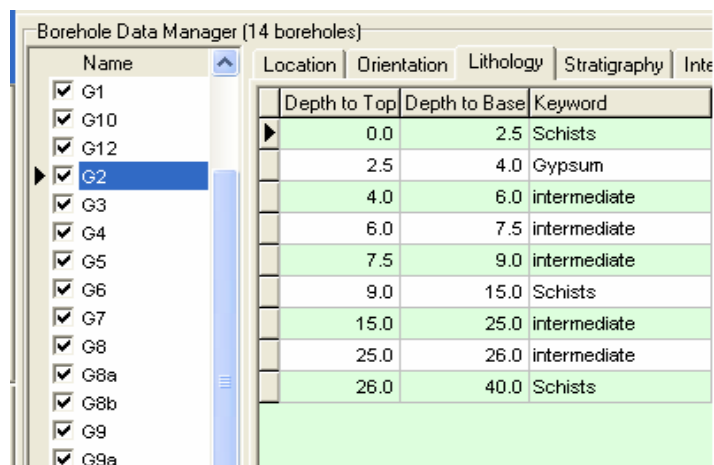 Borehole Data Manager (14 boreholes)
Name
G1
G10
G12
G2
G3
G4
G5
G6
G7
G8
G8a
G8b
G9
G9a
Location Orientation Lithology Stratigraphy Inte
Depth to Top Depth to Base Keyword
0.0 2.5 Schists
2.5 4.0 Gypsum
4.0 6.0 intermediate
6.0 7.5 intermediate
7.5 9.0 intermediate
9.0 15.0 Schists
15.0 25.0 intermediate
25.0 26.0 intermediate
26.0 40.0 Schists